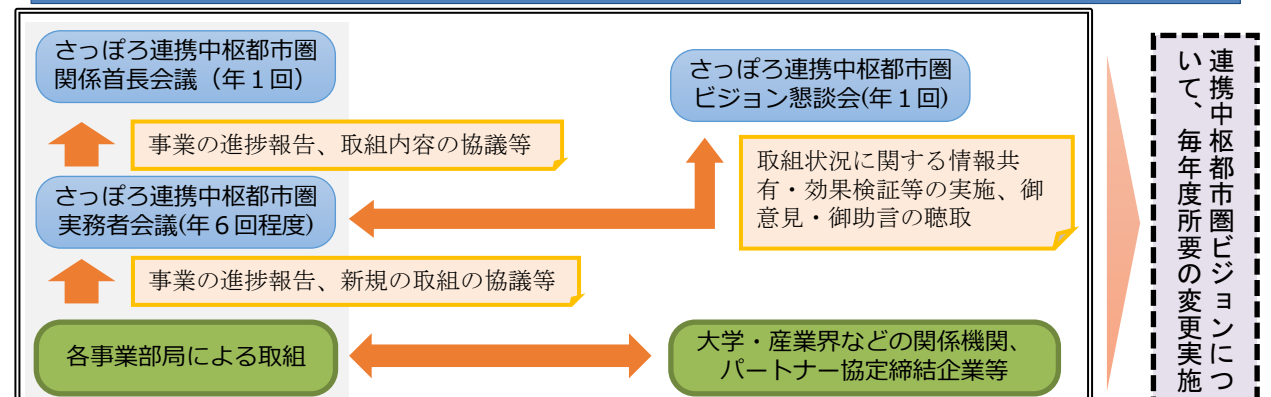 さっぽろ連携中枢都市圏
関係首長会議（年１回）
事業の進捗報告、取組内容の協議等
さっぽろ連携中枢都市圏
実務者会議(年６回程度)
事業の進捗報告、新規の取組の協議等
各事業部局による取組
さっぽろ連携中枢都市圏
ビジョン懇談会(年１回)
取組状況に関する情報共
有・効果検証等の実施、御
意見・御助言の聴取
大学・産業界などの関係機関、
パートナー協定締結企業等
連携中枢都市圏ビジョンにつ
いて、毎年度所要の変更実施